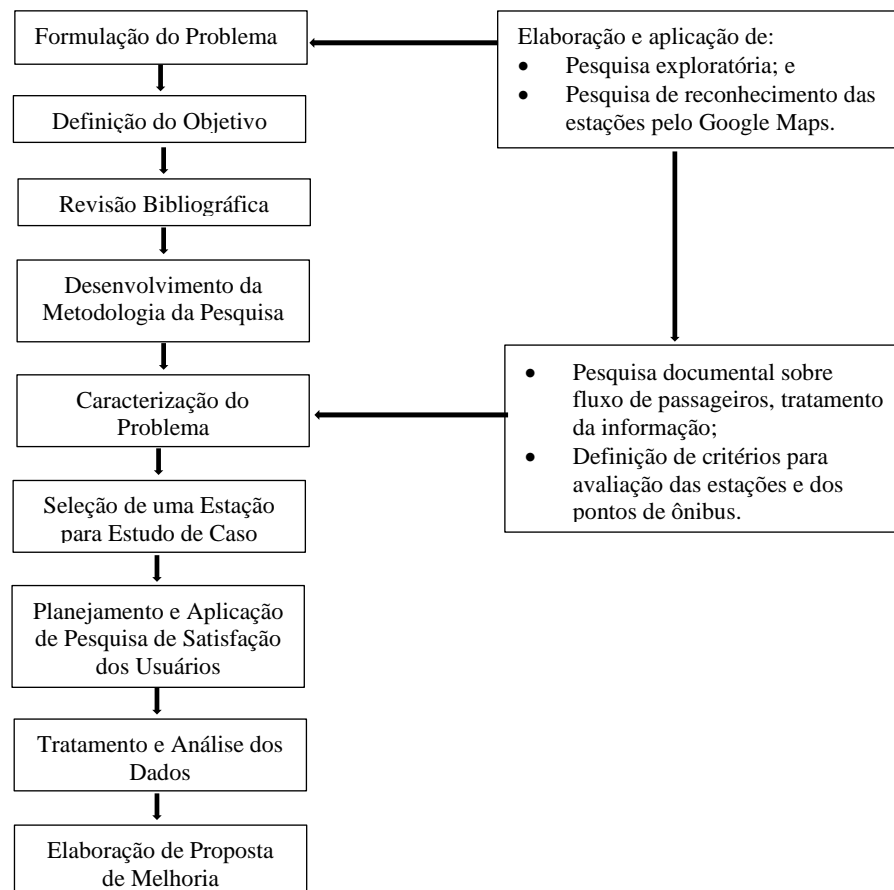 Formulação do Problema
Elaboração e aplicação de:
• Pesquisa exploratória; e
• Pesquisa de reconhecimento das
estações pelo Google Maps.
Definição do Objetivo
Revisão Bibliográfica
Desenvolvimento da
Metodologia da Pesquisa
Caracterização do
Problema
• Pesquisa documental sobre
fluxo de passageiros, tratamento
da informação;
• Definição de critérios para
avaliação das estações e dos
pontos de ônibus.
Seleção de uma Estação
para Estudo de Caso
Planejamento e Aplicação
de Pesquisa de Satisfação
dos Usuários
Tratamento e Análise dos
Dados
Elaboração de Proposta
de Melhoria